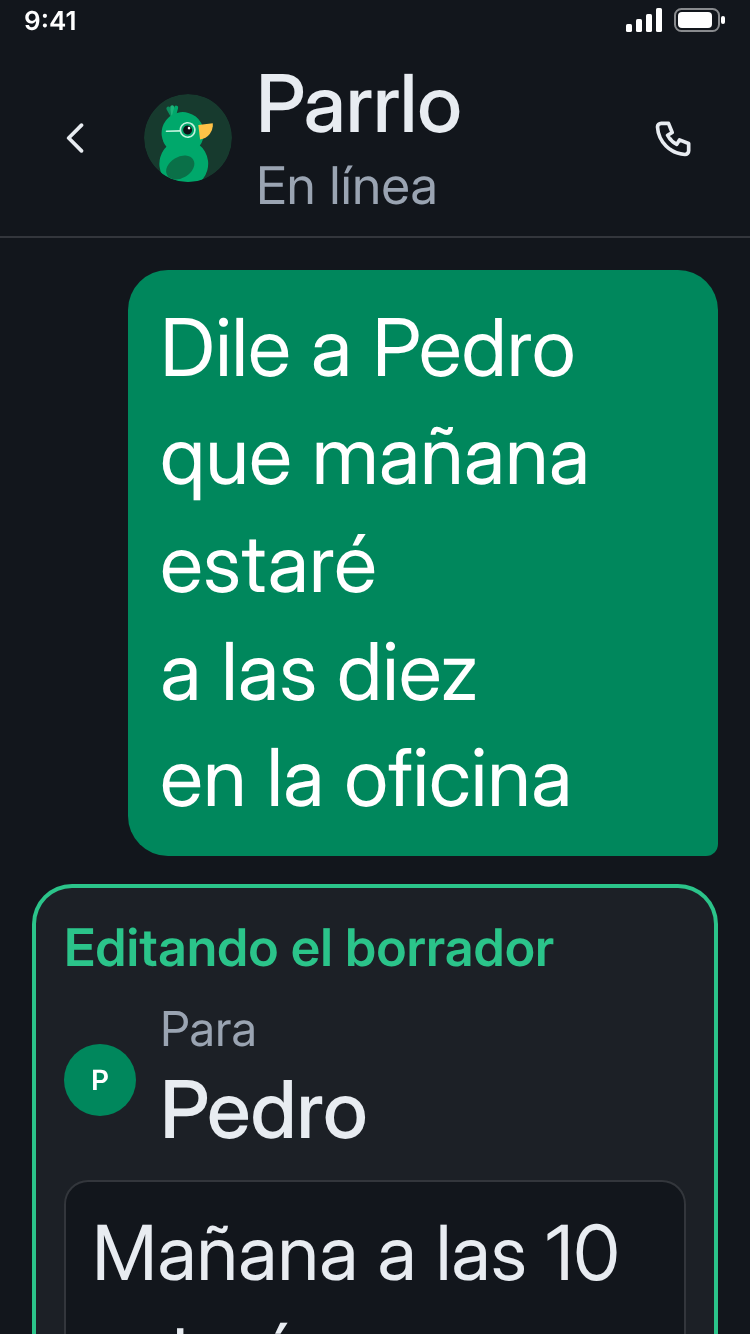 9:41
Parrlo
En línea
Dile a Pedro
que mañana
estaré
a las diez
en la oficina
Editando el borrador
Para
P
Pedro
Mañana a las 10